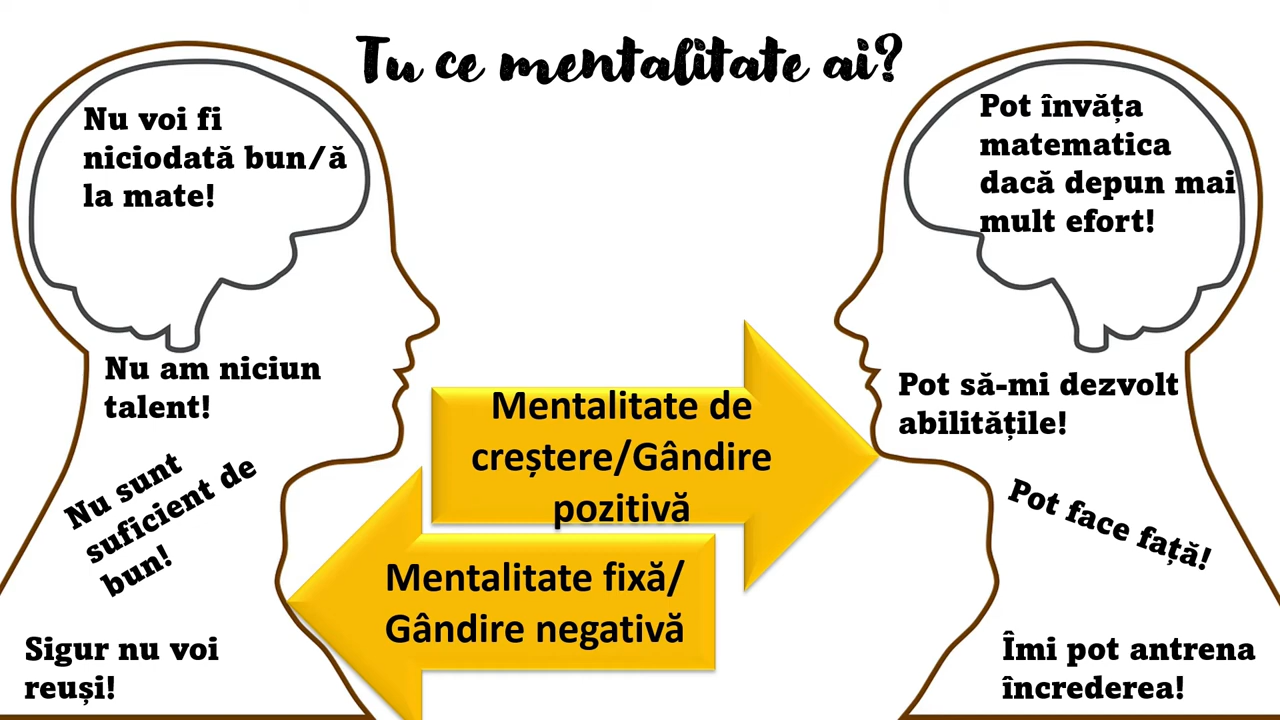 Tu ce mentalitate ai?
Nu voi fi
niciodată bun/ă
la mate!
Nu am niciun
talent!
Nu sunt
suficient de
bun!
Sigur nu voi
reuși!
Mentalitate de
creștere/Gândire
pozitivă
Mentalitate fixă/
Gândire negativă
Pot învăța
matematica
dacă depun mai
mult efort!
Pot să-mi dezvolt
abilitățile!
Pot face față!
Îmi pot antrena
încrederea!